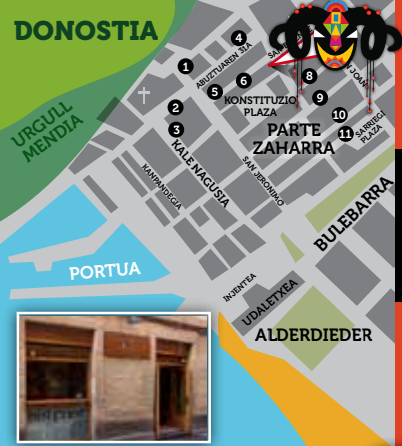 DONOSTIA
4
1
ABUZTUAREN 31A
6
5
8
2
KONSTITUZIO
PLAZA
9
3
10
PARTE
ZAHARRA
11
SARRIEGI
PLAZA
URGULL
MENDIA
KALE NAGUSIA
KANPANDEGIA
SAN JERONIMO
BULEBARRA
PORTUA
INJENTEA
UDALETXEA
ALDERDIEDER